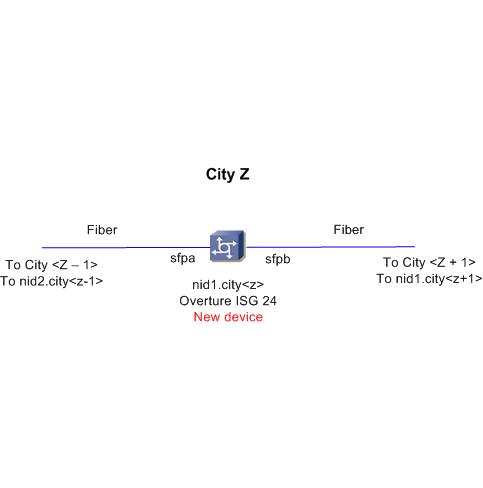 City Z
Fiber
Fiber
sfpa
sfpb
To City <Z – 1>
To nid2.city<z-1>
To City <Z + 1>
To nid1.city<z+1>
nid1.city<z>
Overture ISG 24
New device